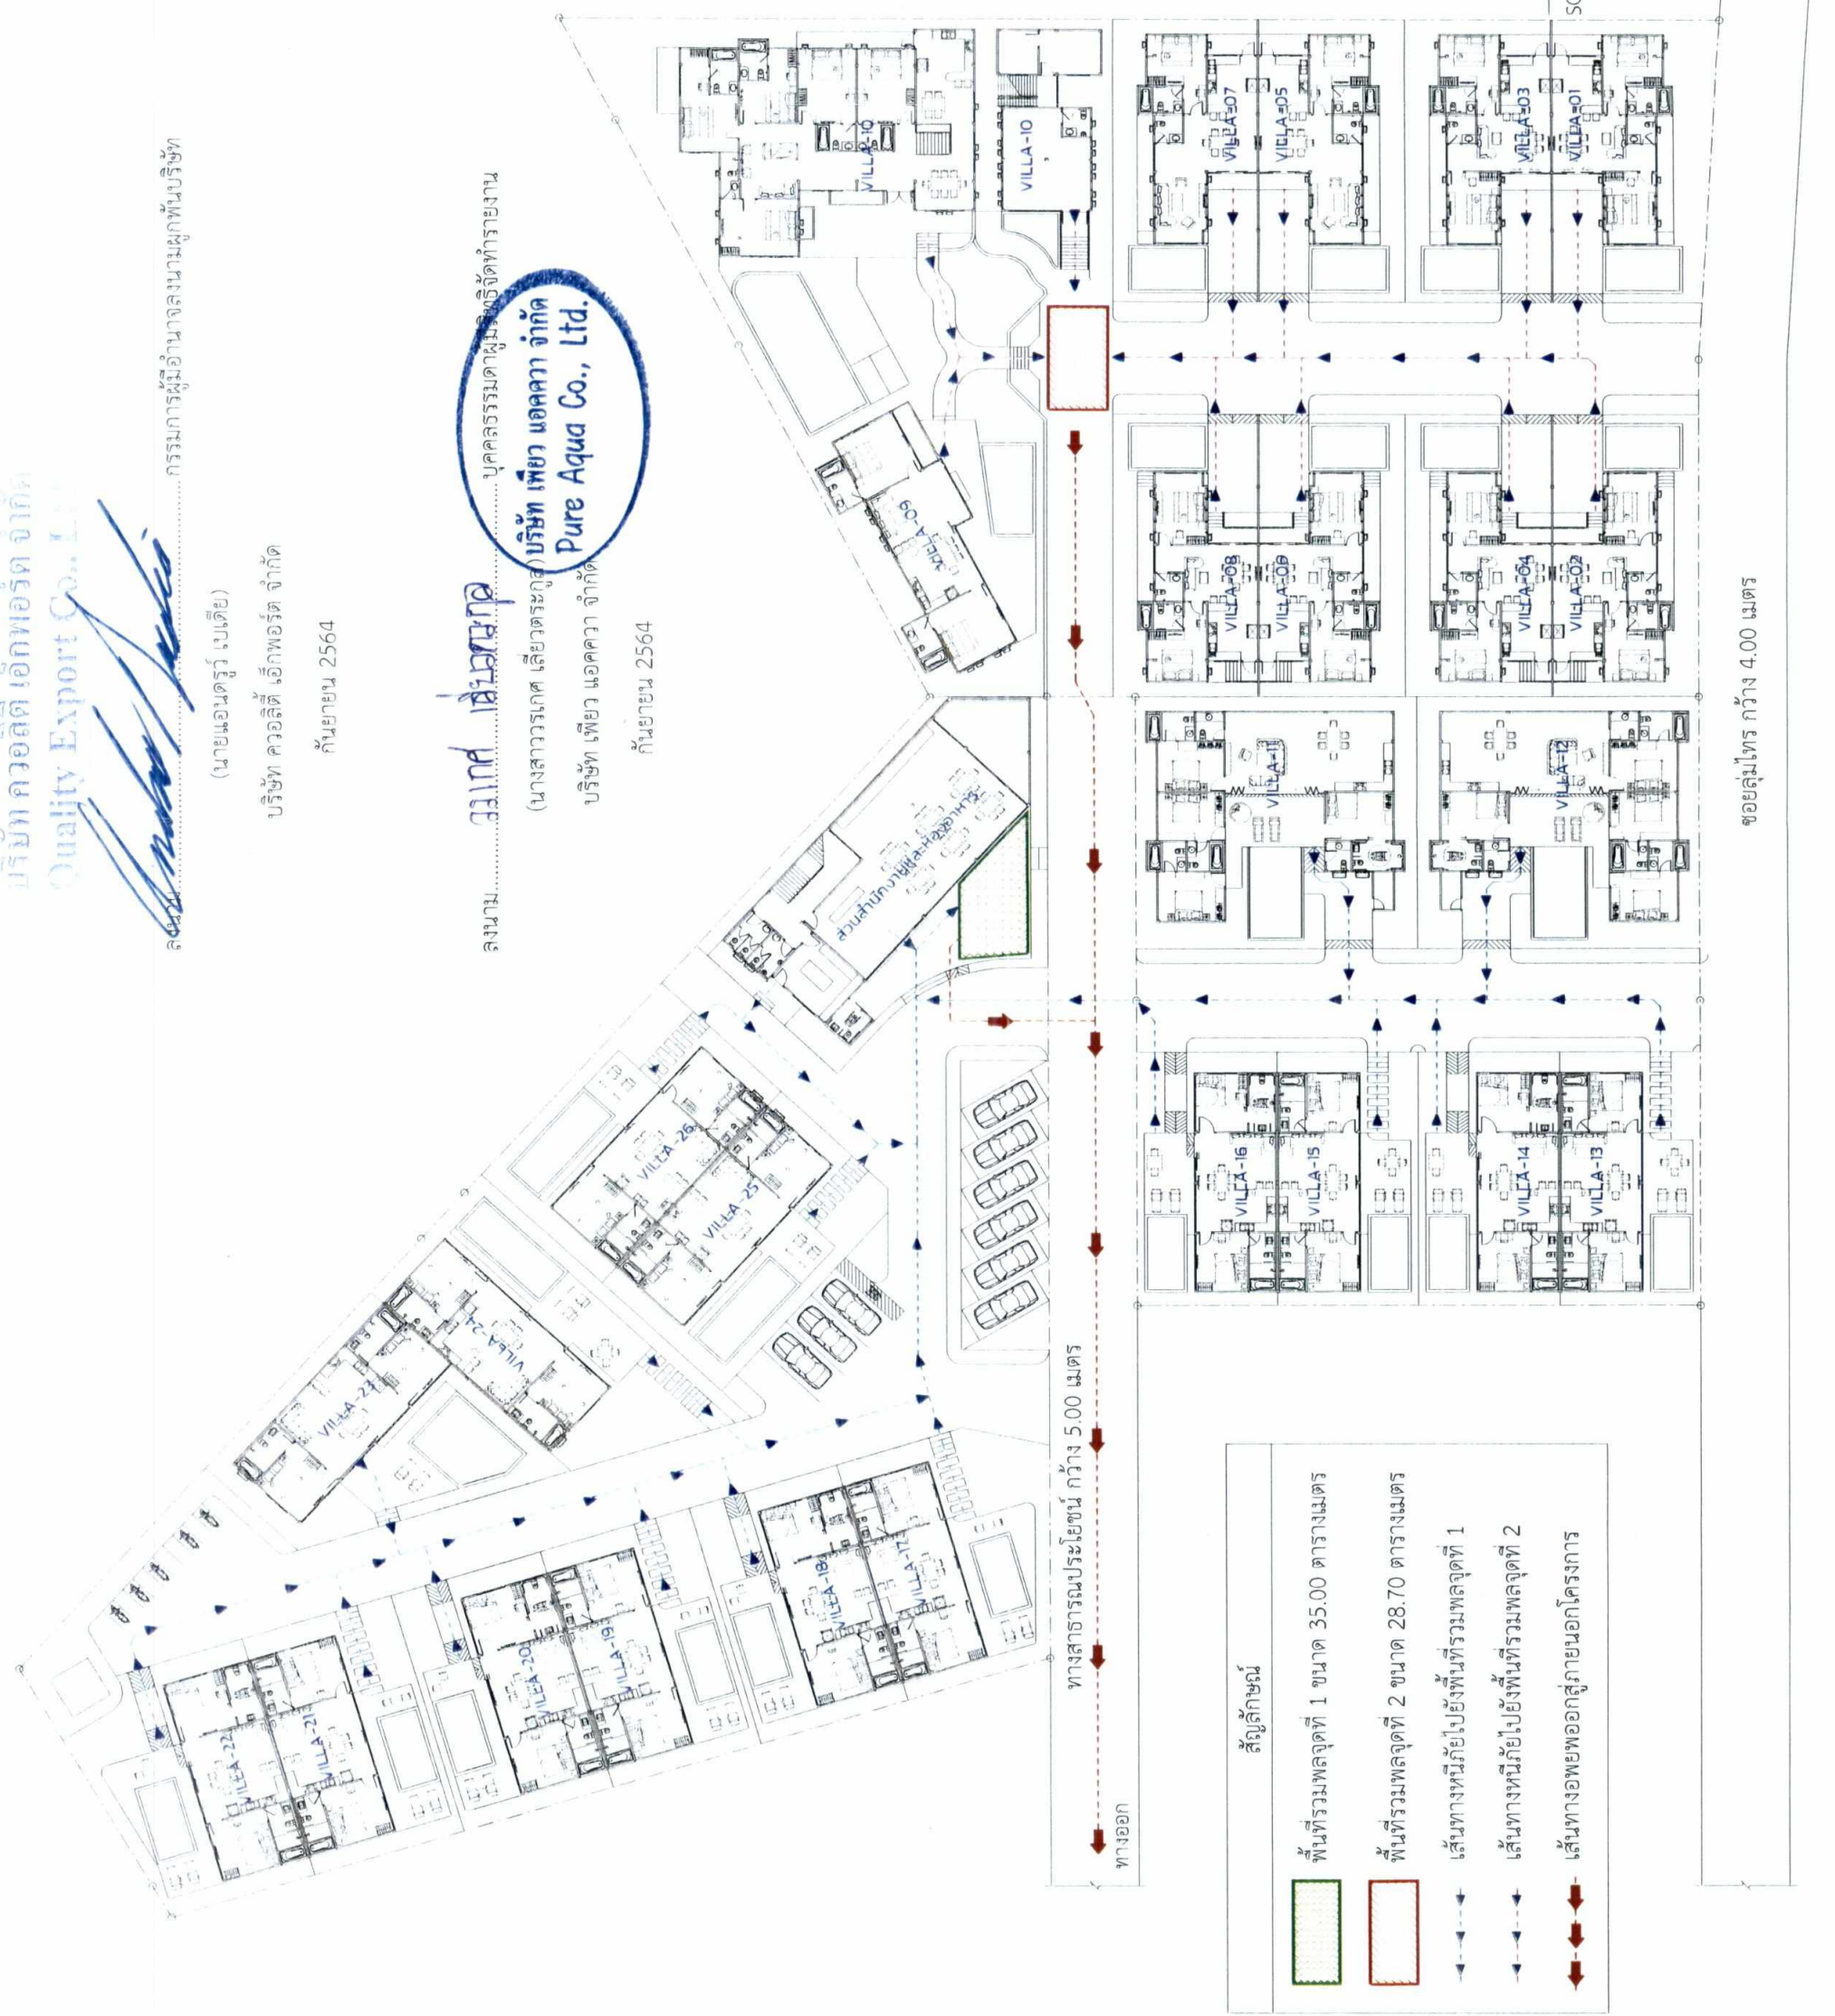 บริษัท ควอลิตี้ เอ็กพอร์ต จำกัด
Quality Export Co.,
ลงนาม กรรมการผู้มีอำนาจลงนามผูกพันบริษัท
(นายแอนดรูว์ เบเดีย)
บริษัท ควอลิตี้ เอ็กพอร์ต จำกัด
กันยายน 2564
ลงนาม วรเกศ เลี่ยวตระกูล บุคคลธรรมดาผู้มีสิทธิจัดทำรายงาน
(นางสาววรเกศ เลี่ยวตระกูล)
บริษัท เพียว แอคควา จำกัด
กันยายน 2564
บริษัท เพียว แอคควา จำกัด
Pure Aqua Co., Ltd.
VILLA-22
VILLA-21
VILLA-20
VILLA-19
VILLA-18
VILLA-17
VILLA-23
VILLA-24
VILLA-26
VILLA-25
ส่วนสำนักงานและห้องอาหาร
VILLA-09
VILLA-10
VILLA-10
ทางออก
ทางสาธารณประโยชน์ กว้าง 5.00 เมตร
VILLA-16
VILLA-15
VILLA-14
VILLA-13
VILLA-11
VILLA-12
VILLA-08
VILLA-06
VILLA-04
VILLA-02
VILLA-07
VILLA-05
VILLA-03
VILLA-01
ซอยลุ่มไทร กว้าง 4.00 เมตร
สัญลักษณ์
พื้นที่รวมพลจุดที่ 1 ขนาด 35.00 ตารางเมตร
พื้นที่รวมพลจุดที่ 2 ขนาด 28.70 ตารางเมตร
เส้นทางหนีภัยไปยังพื้นที่รวมพลจุดที่ 1
เส้นทางหนีภัยไปยังพื้นที่รวมพลจุดที่ 2
เส้นทางอพยพออกสู่ภายนอกโครงการ